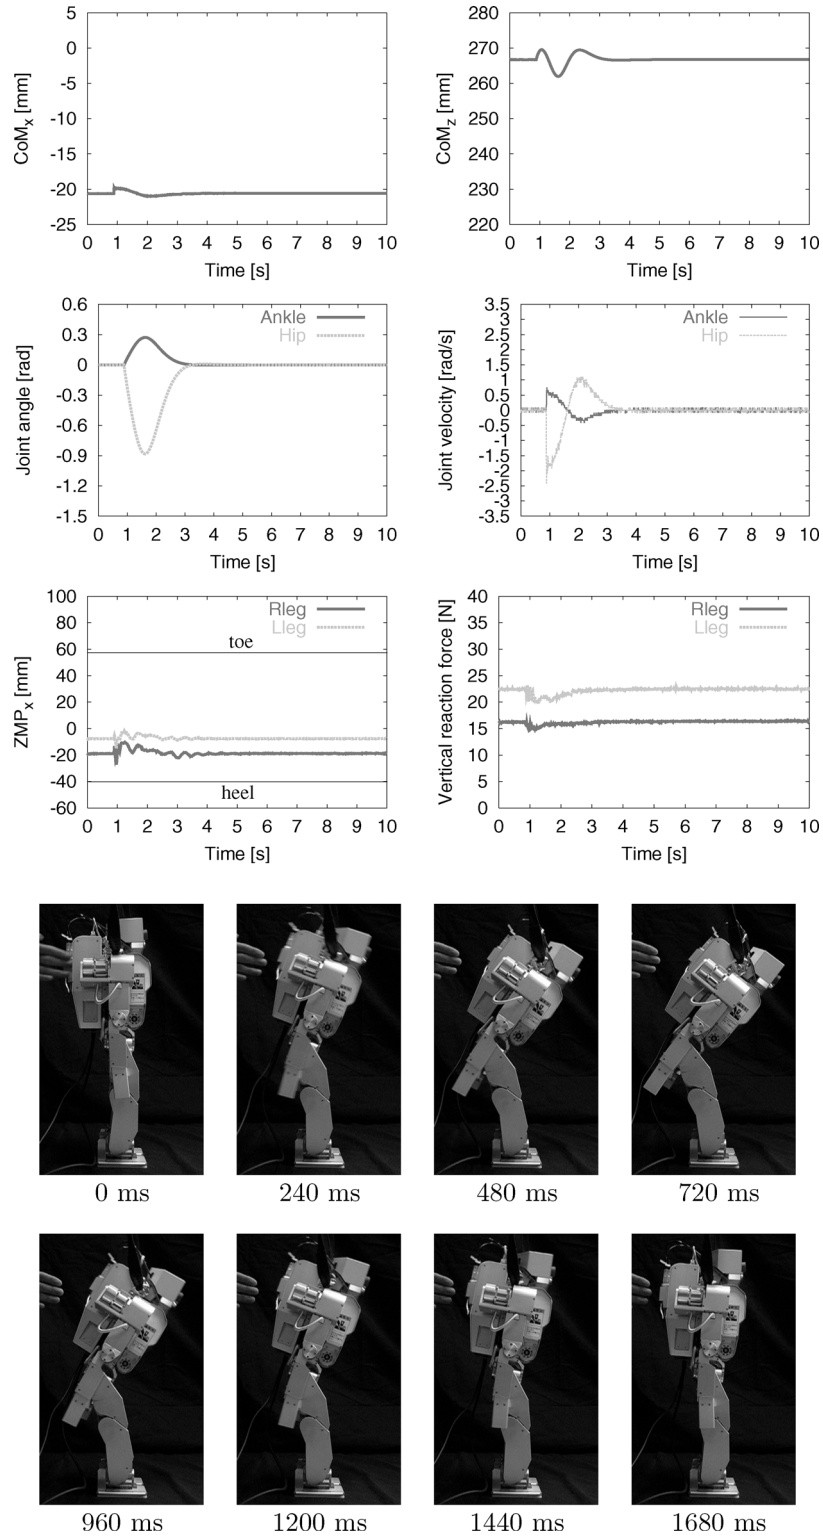 5
0
-5
-10
-15
-20
-25
CoMx [mm]
0 1 2 3 4 5 6 7 8 9 10
Time [s]
280
270
260
250
240
230
220
CoMz [mm]
0 1 2 3 4 5 6 7 8 9 10
Time [s]
0.6
0.3
0
-0.3
-0.6
-0.9
-1.2
-1.5
Joint angle [rad]
Ankle
Hip
0 1 2 3 4 5 6 7 8 9 10
Time [s]
3.5
3
2.5
2
1.5
1
0.5
0
-0.5
-1
-1.5
-2
-2.5
-3
-3.5
Joint velocity [rad/s]
Ankle
Hip
0 1 2 3 4 5 6 7 8 9 10
Time [s]
100
80
60
40
20
0
-20
-40
-60
ZMPx [mm]
Rleg
Lleg
toe
heel
0 1 2 3 4 5 6 7 8 9 10
Time [s]
40
35
30
25
20
15
10
5
0
Vertical reaction force [N]
Rleg
Lleg
0 1 2 3 4 5 6 7 8 9 10
Time [s]
0 ms 240 ms 480 ms 720 ms
960 ms 1200 ms 1440 ms 1680 ms